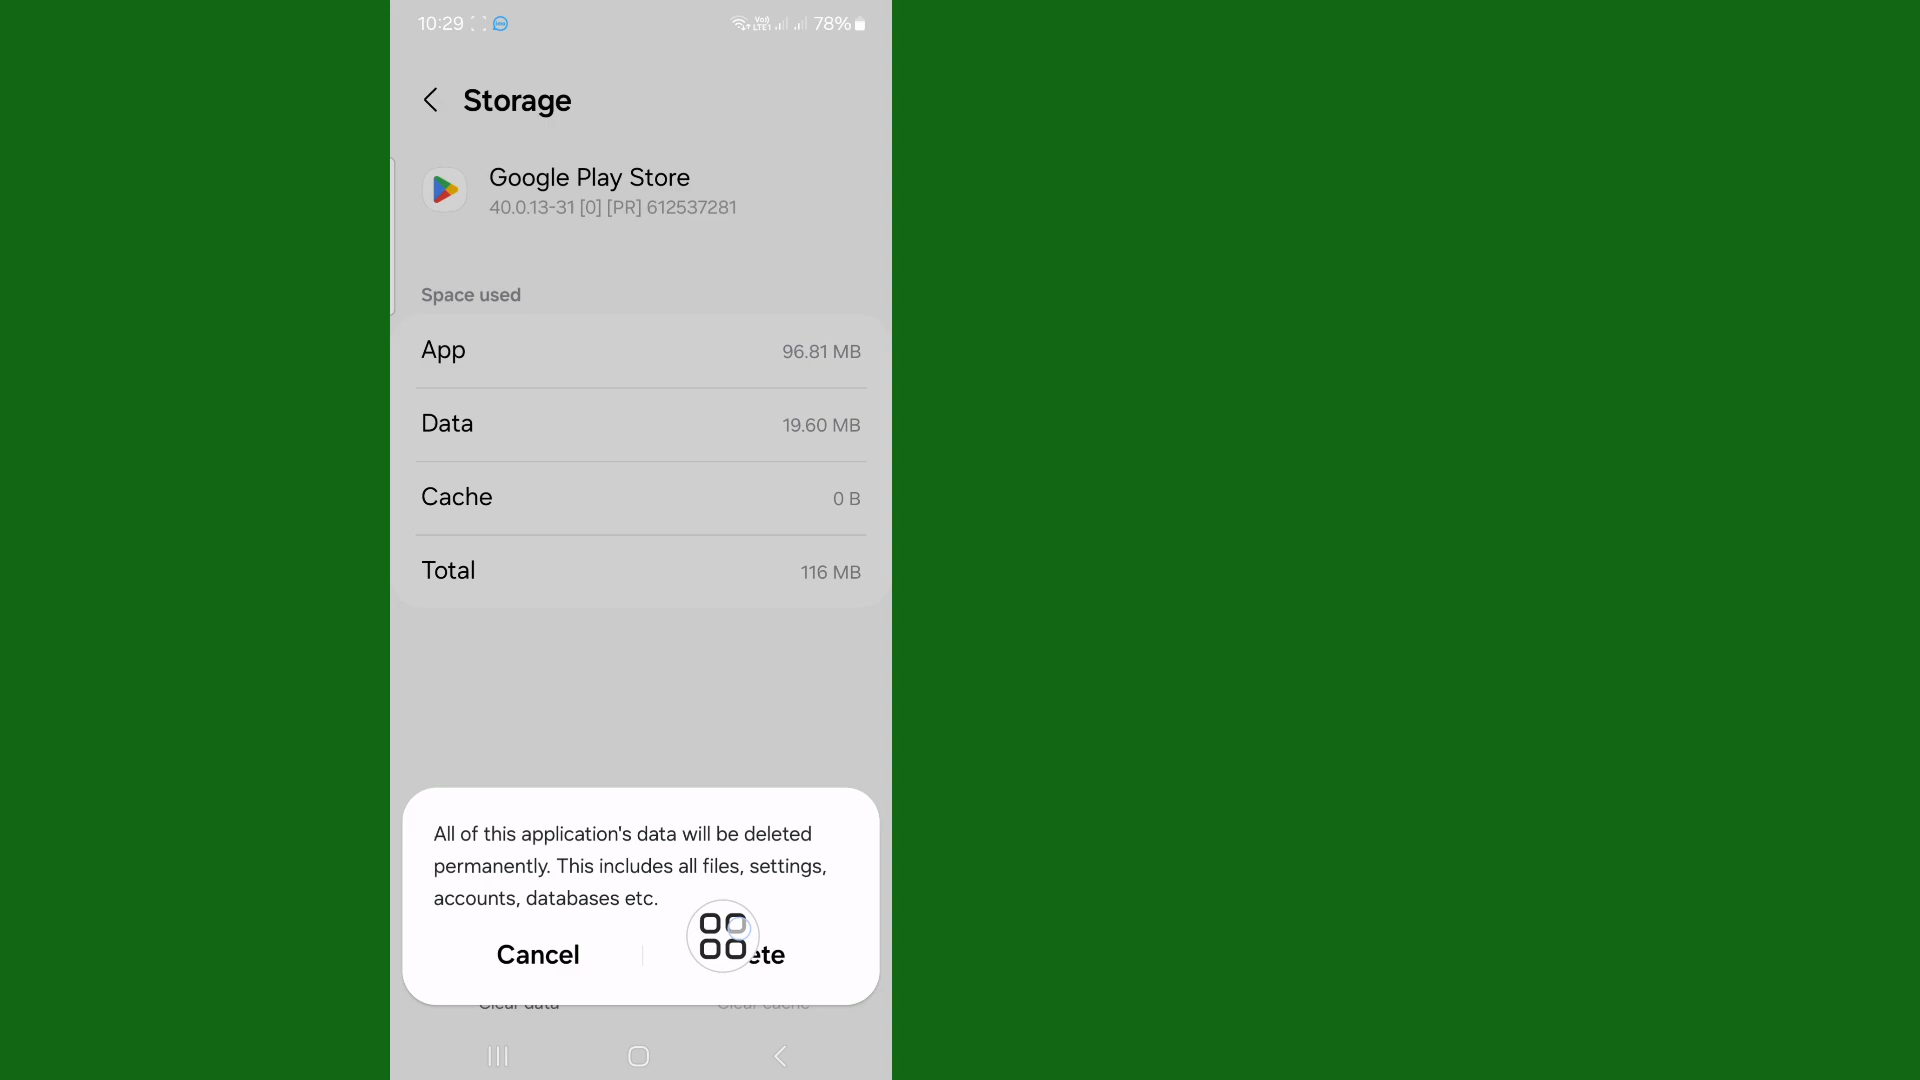 10:29 78%
Storage
Google Play Store
40.0.13-31 [0] [PR] 612537281
Space used
App 96.81 MB
Data 19.60 MB
Cache 0 B
Total 116 MB
All of this application's data will be deleted
permanently. This includes all files, settings,
accounts, databases etc.
Cancel
Clear data Clear cache